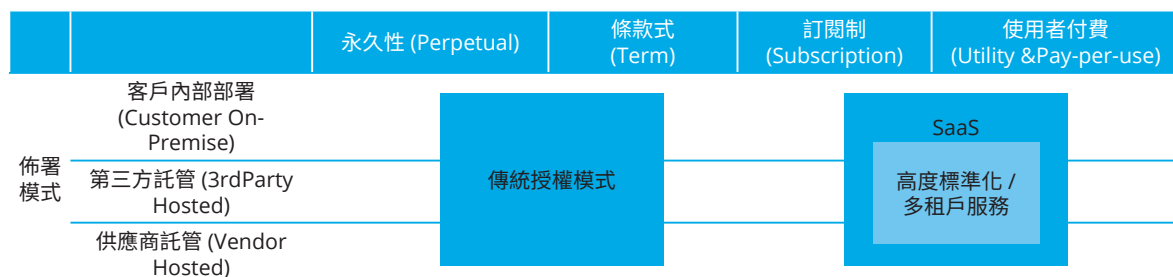 永久性 (Perpetual)
條款式
(Term)
訂閱制
(Subscription)
使用者付費
(Utility &Pay-per-use)
佈署
模式
客戶內部部署
(Customer On-
Premise)
第三方託管 (3rdParty
Hosted)
供應商託管 (Vendor
Hosted)
傳統授權模式
SaaS
高度標準化 /
多租戶服務